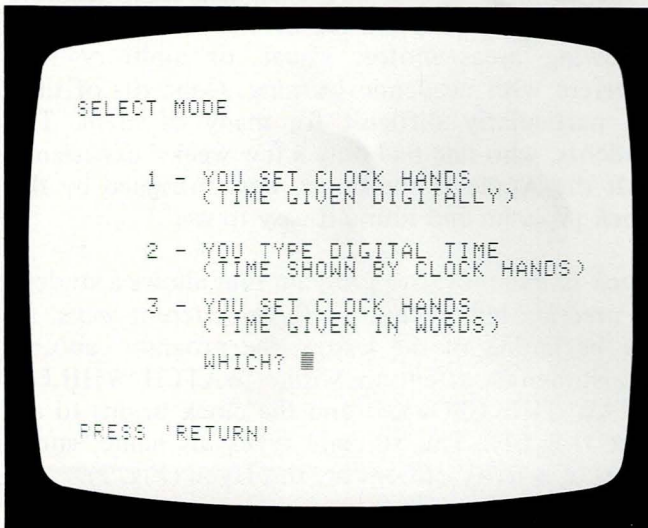 SELECT MODE
1 - YOU SET CLOCK HANDS
(TIME GIVEN DIGITALLY)
2 - YOU TYPE DIGITAL TIME
(TIME SHOWN BY CLOCK HANDS)
3 - YOU SET CLOCK HANDS
(TIME GIVEN IN WORDS)
WHICH?
PRESS 'RETURN'